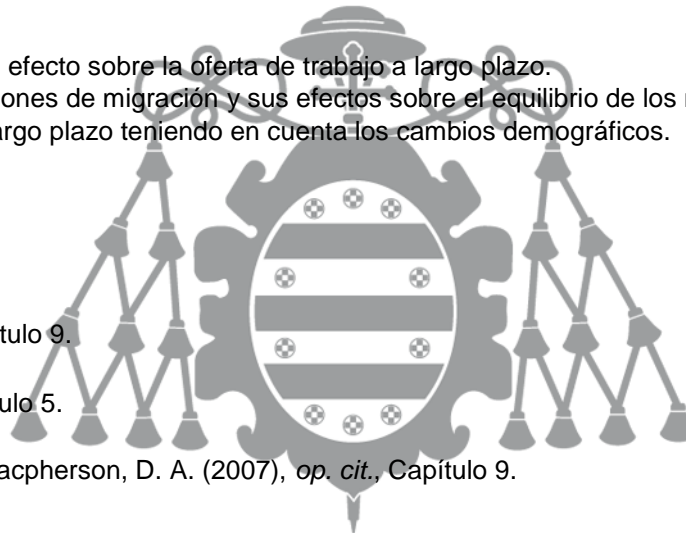 efecto sobre la oferta de trabajo a largo plazo.
iones de migración y sus efectos sobre el equilibrio de los
argo plazo teniendo en cuenta los cambios demográficos.
tulo 9.
ulo 5.
acpherson, D. A. (2007), op. cit., Capítulo 9.